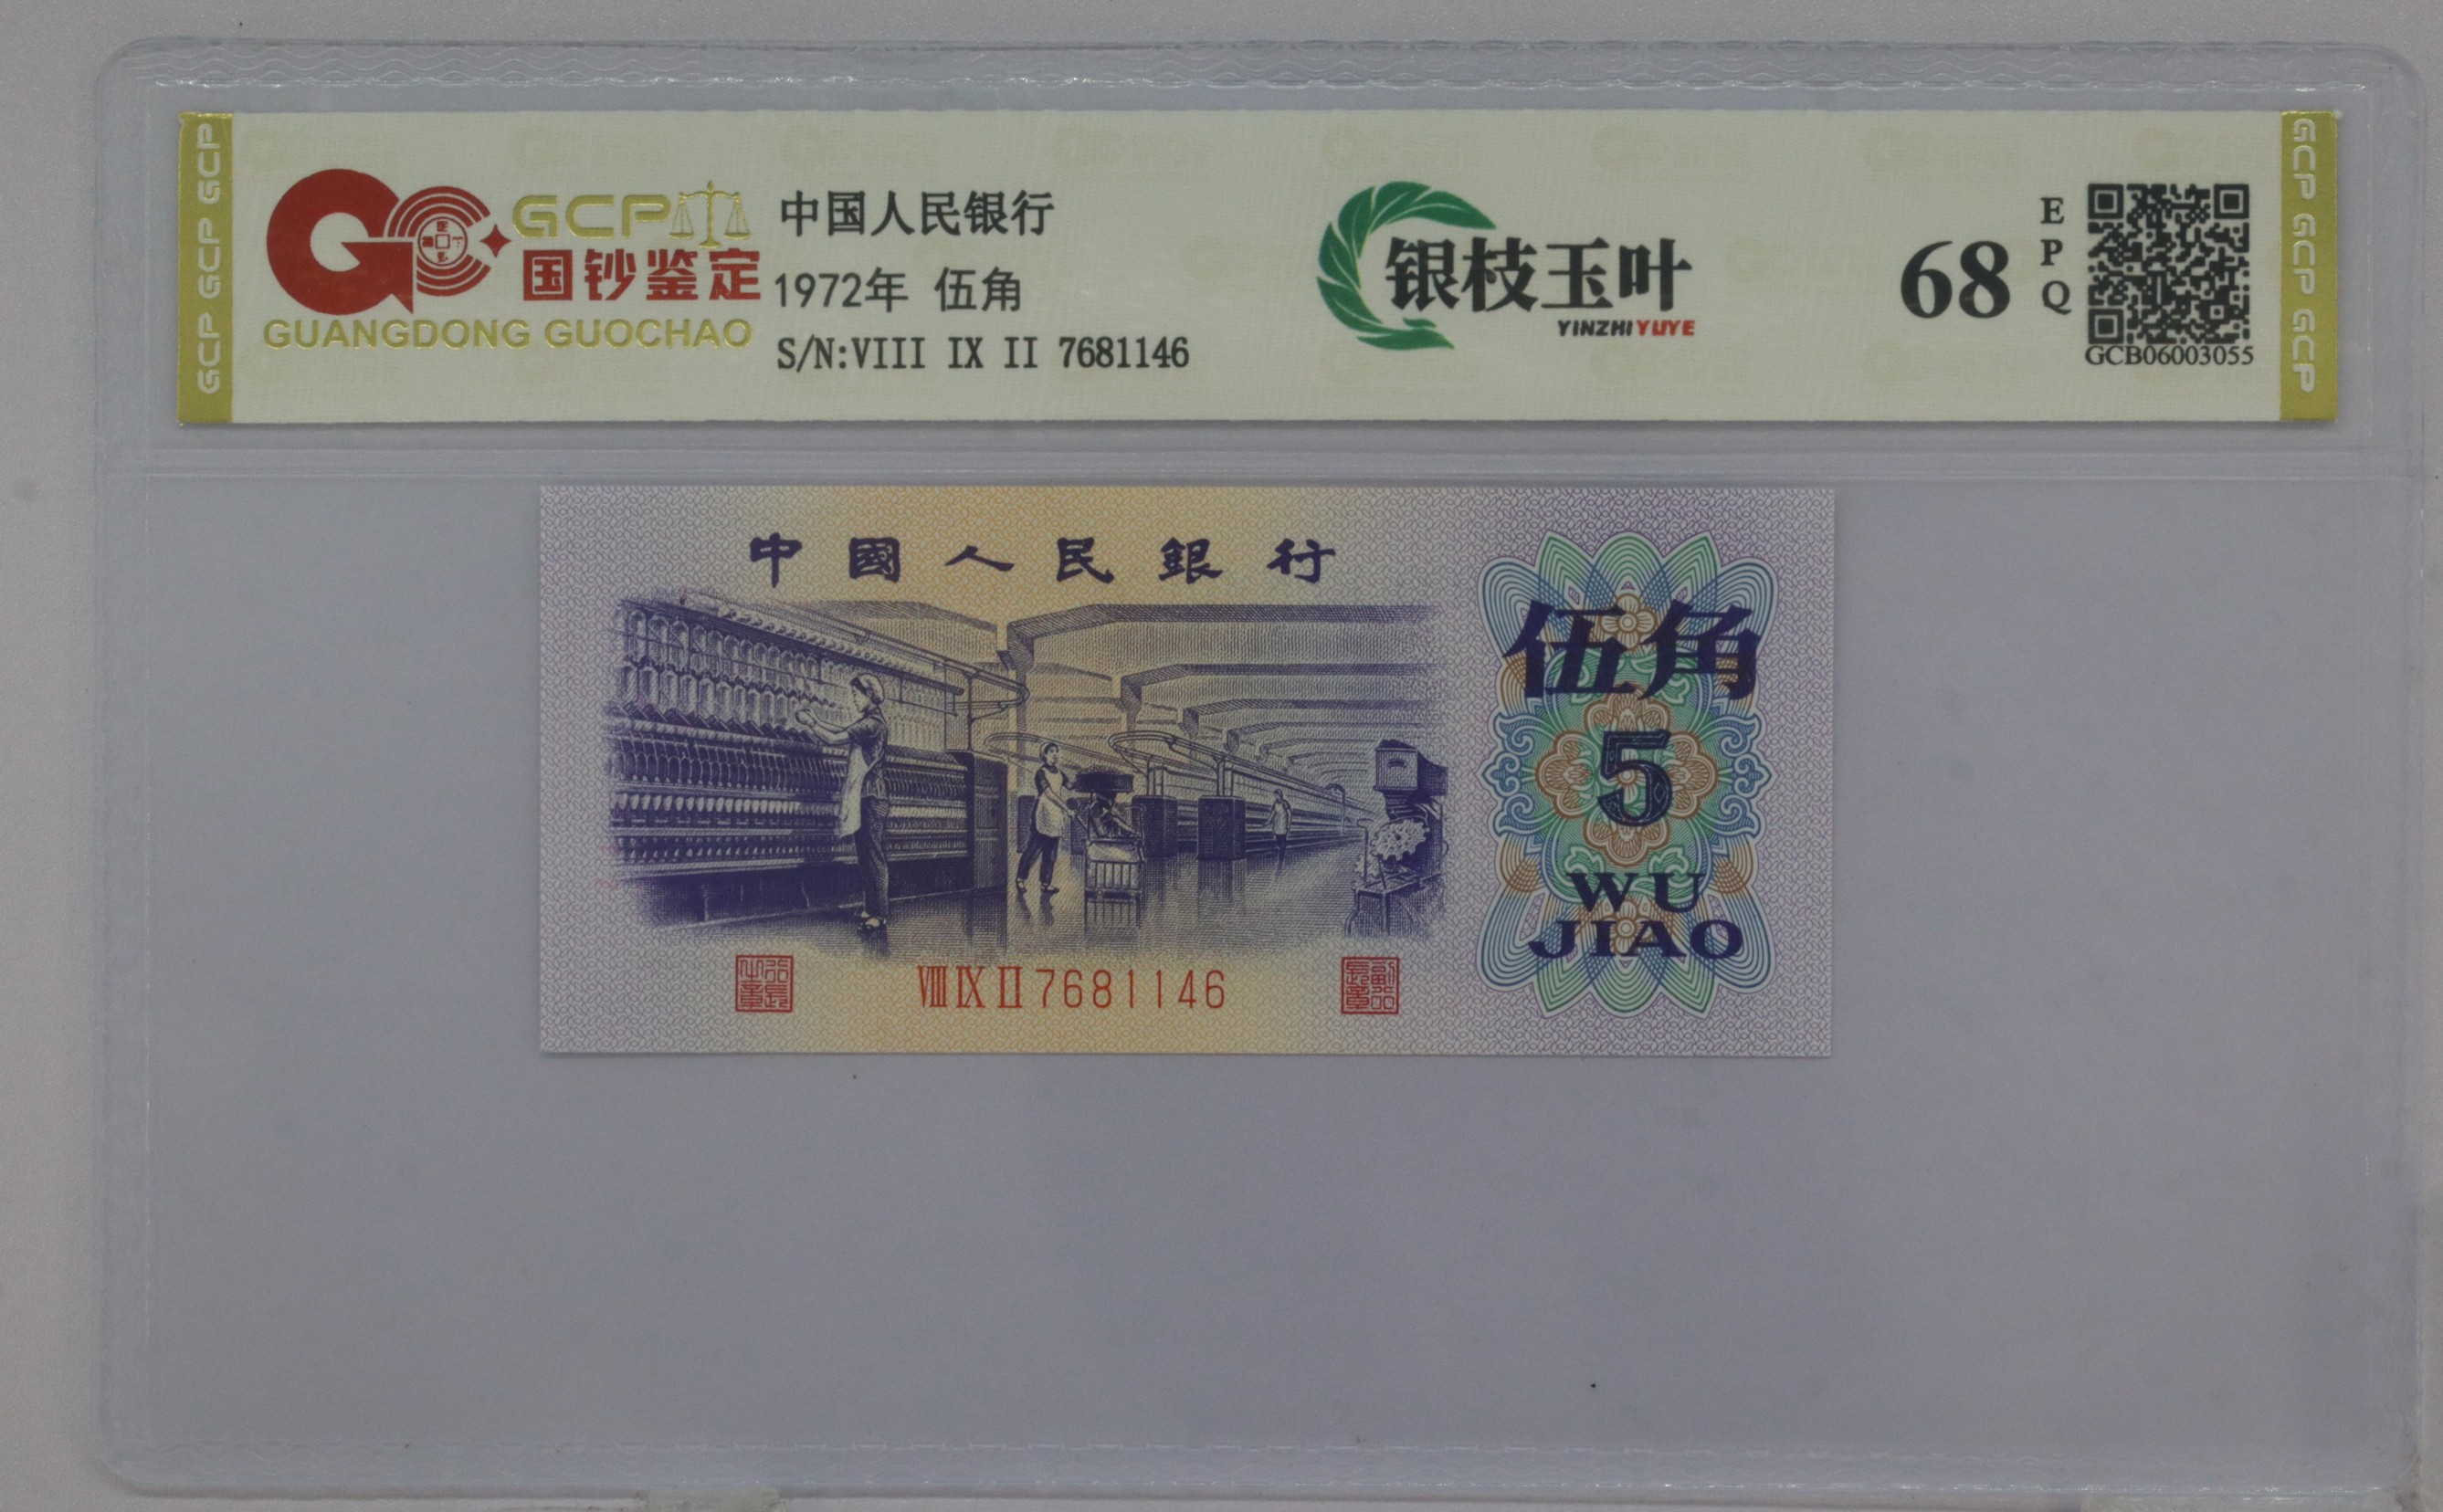 GCP GCP GCP
GCP
国钞鉴定
GUANGDONG GUOCHAO
中国人民银行
1972年 伍角
S/N:VIII IX II 7681146
银枝玉叶
YINZHI YUYE
68
EPQ
GCB06003055
GCP GCP GCP
中國人民銀行
伍角
5
WU
JIAO
VIII IX II 7681146